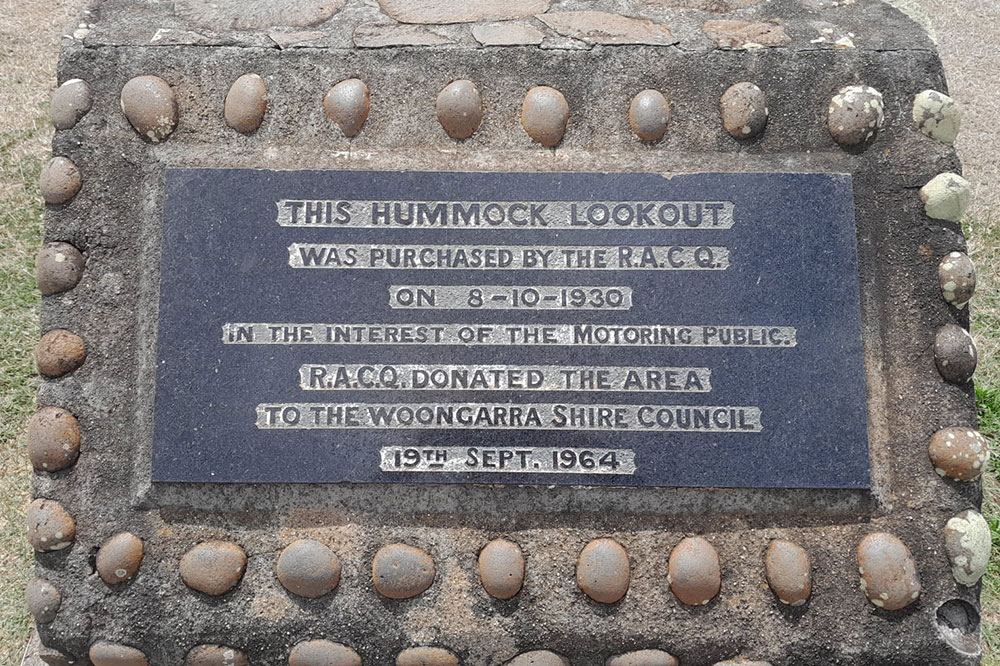 THIS HUMMOCK LOOKOUT
WAS PURCHASED BY THE R.A.C Q.
ON 8-10-1930
IN THE INTEREST OF THE MOTORING PUBLIC.
R.A.C.Q. DONATED THE AREA
TO THE WOONGARRA SHIRE COUNCIL
19TH SEPT. 1964